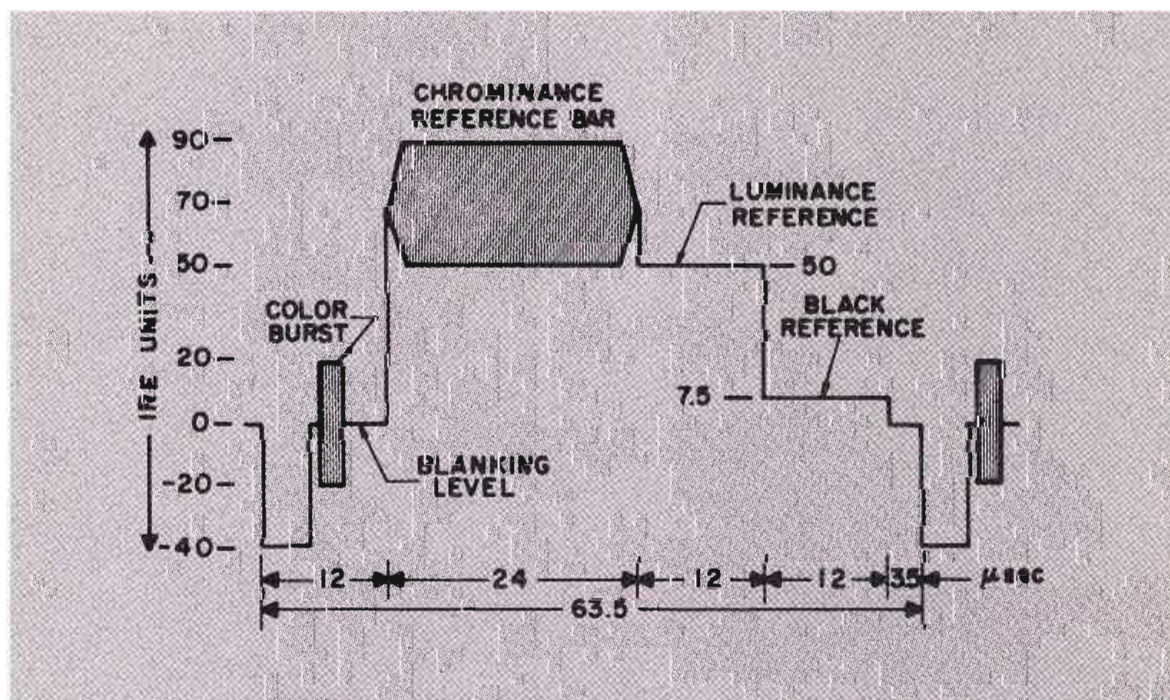 CHROMINANCE
REFERENCE BAR
90
70
LUMINANCE
REFERENCE
50
50
IRE UNITS
COLOR
BURST
BLACK
REFERENCE
20
7.5
0
BLANKING
LEVEL
-20
-40
12
24
12
12
3.5
μsec
63.5